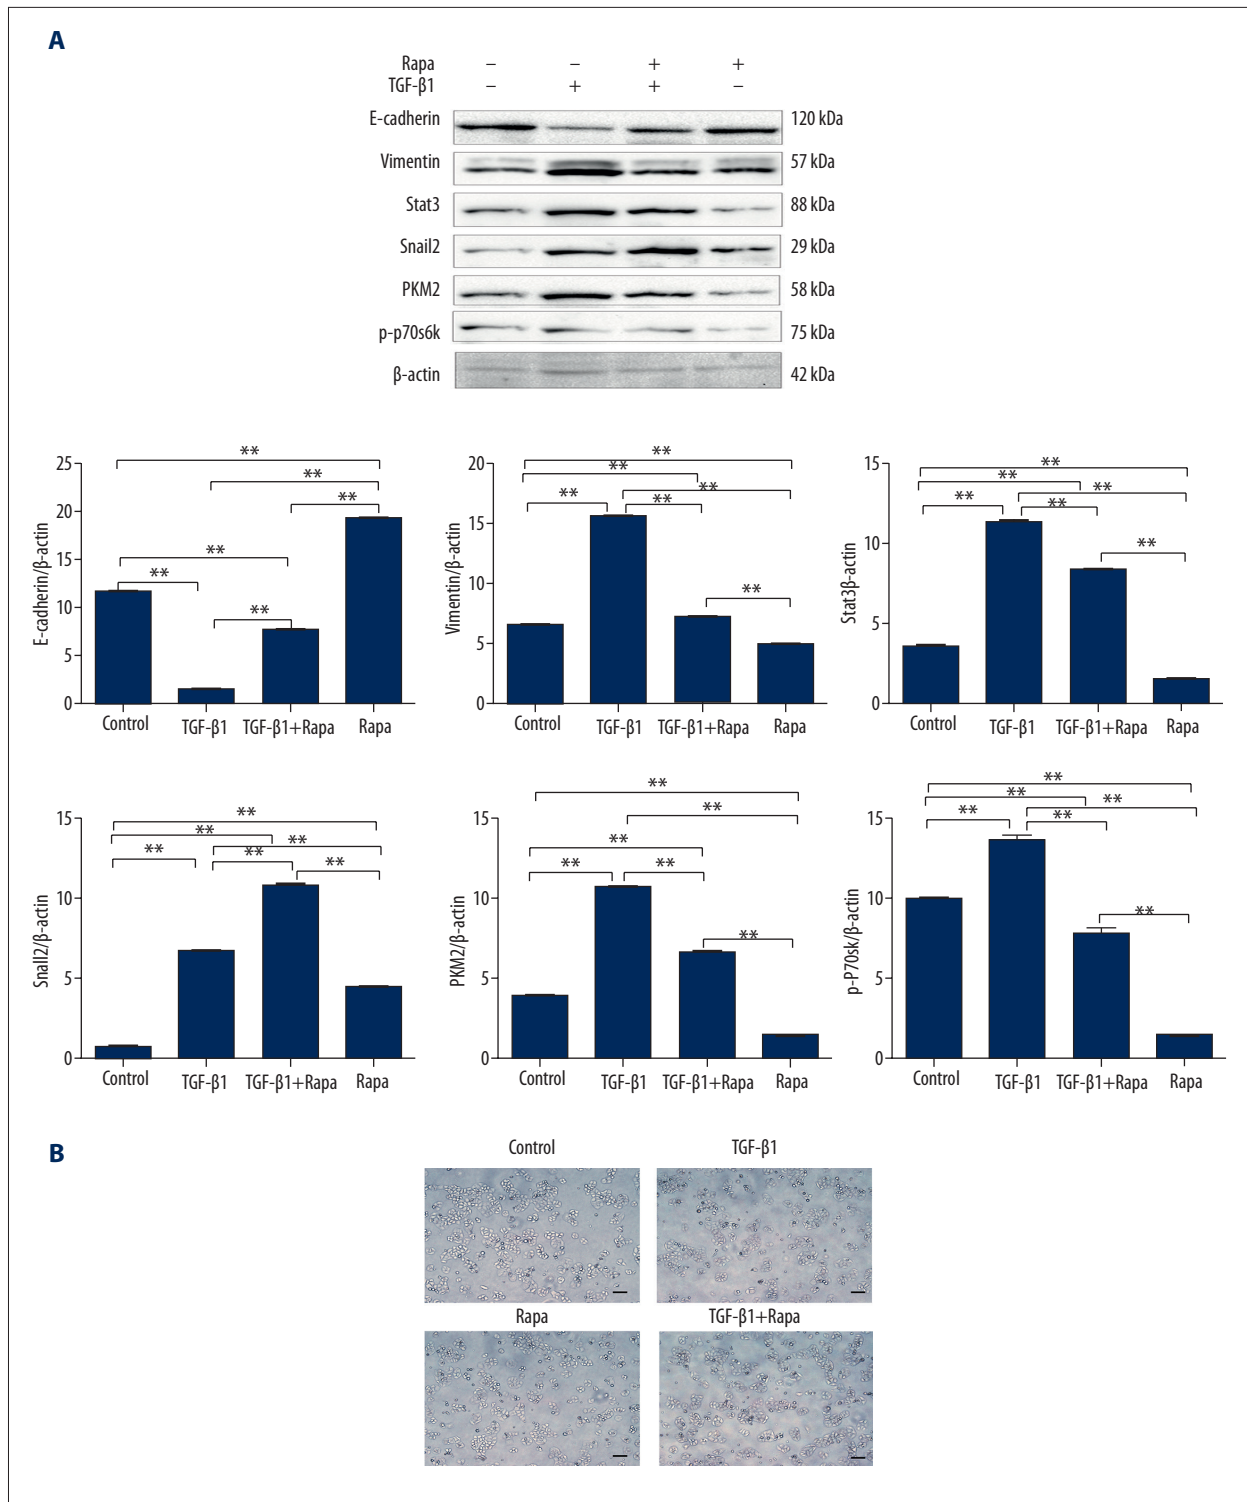 A
Rapa – – + +
TGF-β1 – + + –
E-cadherin 120 kDa
Vimentin 57 kDa
Stat3 88 kDa
Snail2 29 kDa
PKM2 58 kDa
p-p70s6k 75 kDa
β-actin 42 kDa
E-cadherin/β-actin
25
20
15
10
5
0
** ** ** ** ** **
Control TGF-β1 TGF-β1+Rapa Rapa
Vimentin/β-actin
20
15
10
5
0
** ** ** ** ** **
Control TGF-β1 TGF-β1+Rapa Rapa
Stat3β-actin
15
10
5
0
** ** ** ** ** **
Control TGF-β1 TGF-β1+Rapa Rapa
Snall2/β-actin
15
10
5
0
** ** ** ** ** **
Control TGF-β1 TGF-β1+Rapa Rapa
PKM2/β-actin
15
10
5
0
** ** ** ** ** **
Control TGF-β1 TGF-β1+Rapa Rapa
p-P70sk/β-actin
15
10
5
0
** ** ** ** ** **
Control TGF-β1 TGF-β1+Rapa Rapa
B
Control TGF-β1
Rapa TGF-β1+Rapa